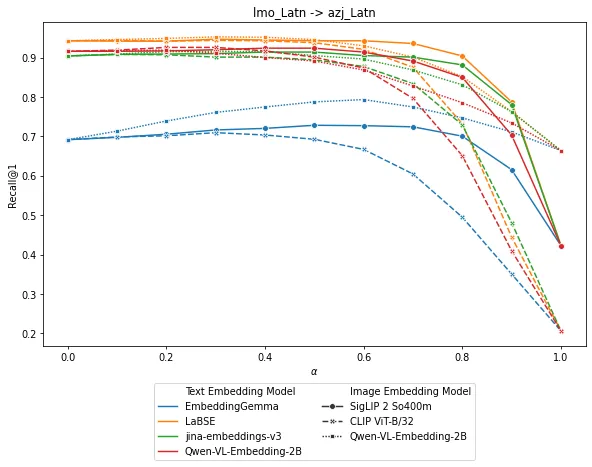 lmo_Latn -> azj_Latn
Recall@1
0.9
0.8
0.7
0.6
0.5
0.4
0.3
0.2
0.0 0.2 0.4 0.6 0.8 1.0
α
Text Embedding Model
EmbeddingGemma
LaBSE
jina-embeddings-v3
Qwen-VL-Embedding-2B
Image Embedding Model
SigLIP 2 So400m
CLIP ViT-B/32
Qwen-VL-Embedding-2B